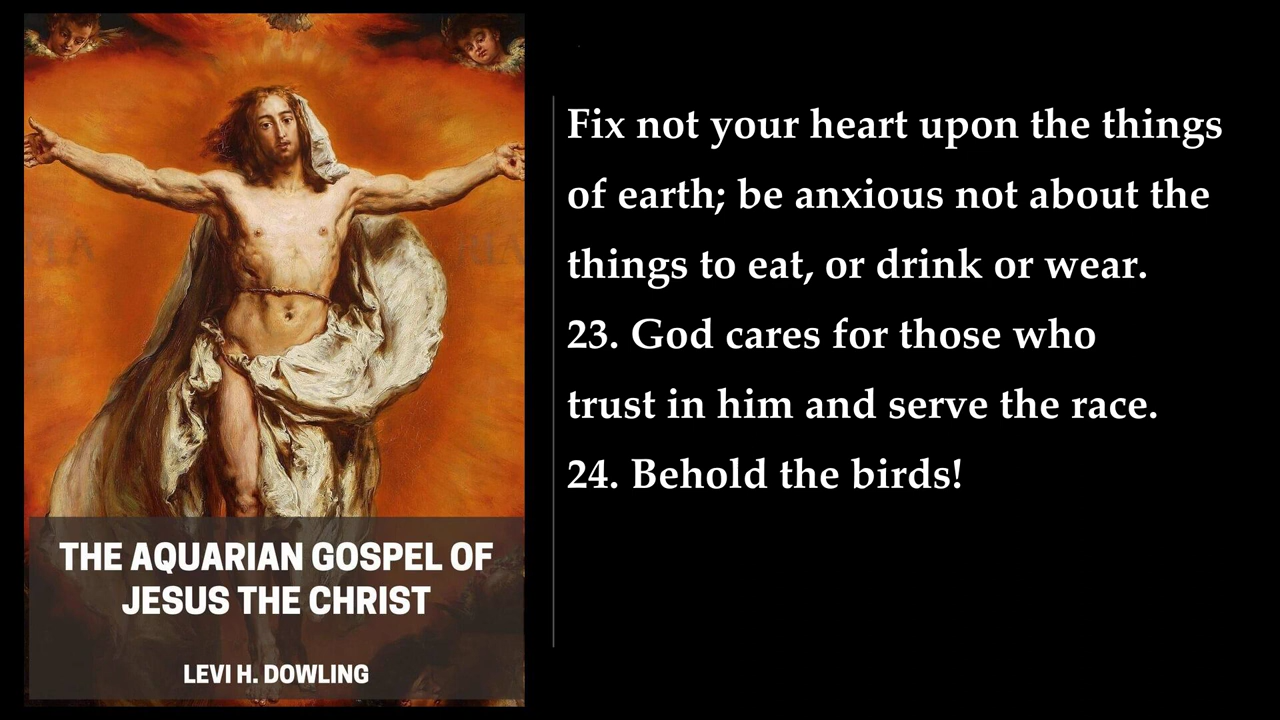 THE AQUARIAN GOSPEL OF
JESUS THE CHRIST
LEVI H. DOWLING
Fix not your heart upon the things
of earth; be anxious not about the
things to eat, or drink or wear.
23. God cares for those who
trust in him and serve the race.
24. Behold the birds!